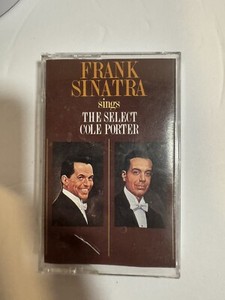 FRANK
SINATRA
sings
THE SELECT
COLE PORTER